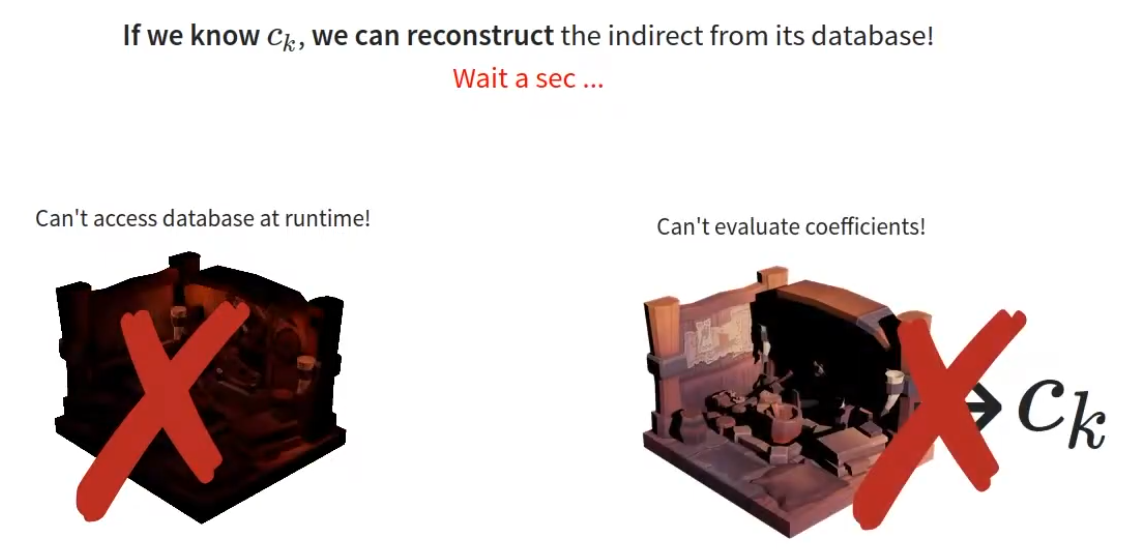 If we know c_k, we can reconstruct the indirect from its database!
Wait a sec ...
Can't access database at runtime!
Can't evaluate coefficients!
→ c_k